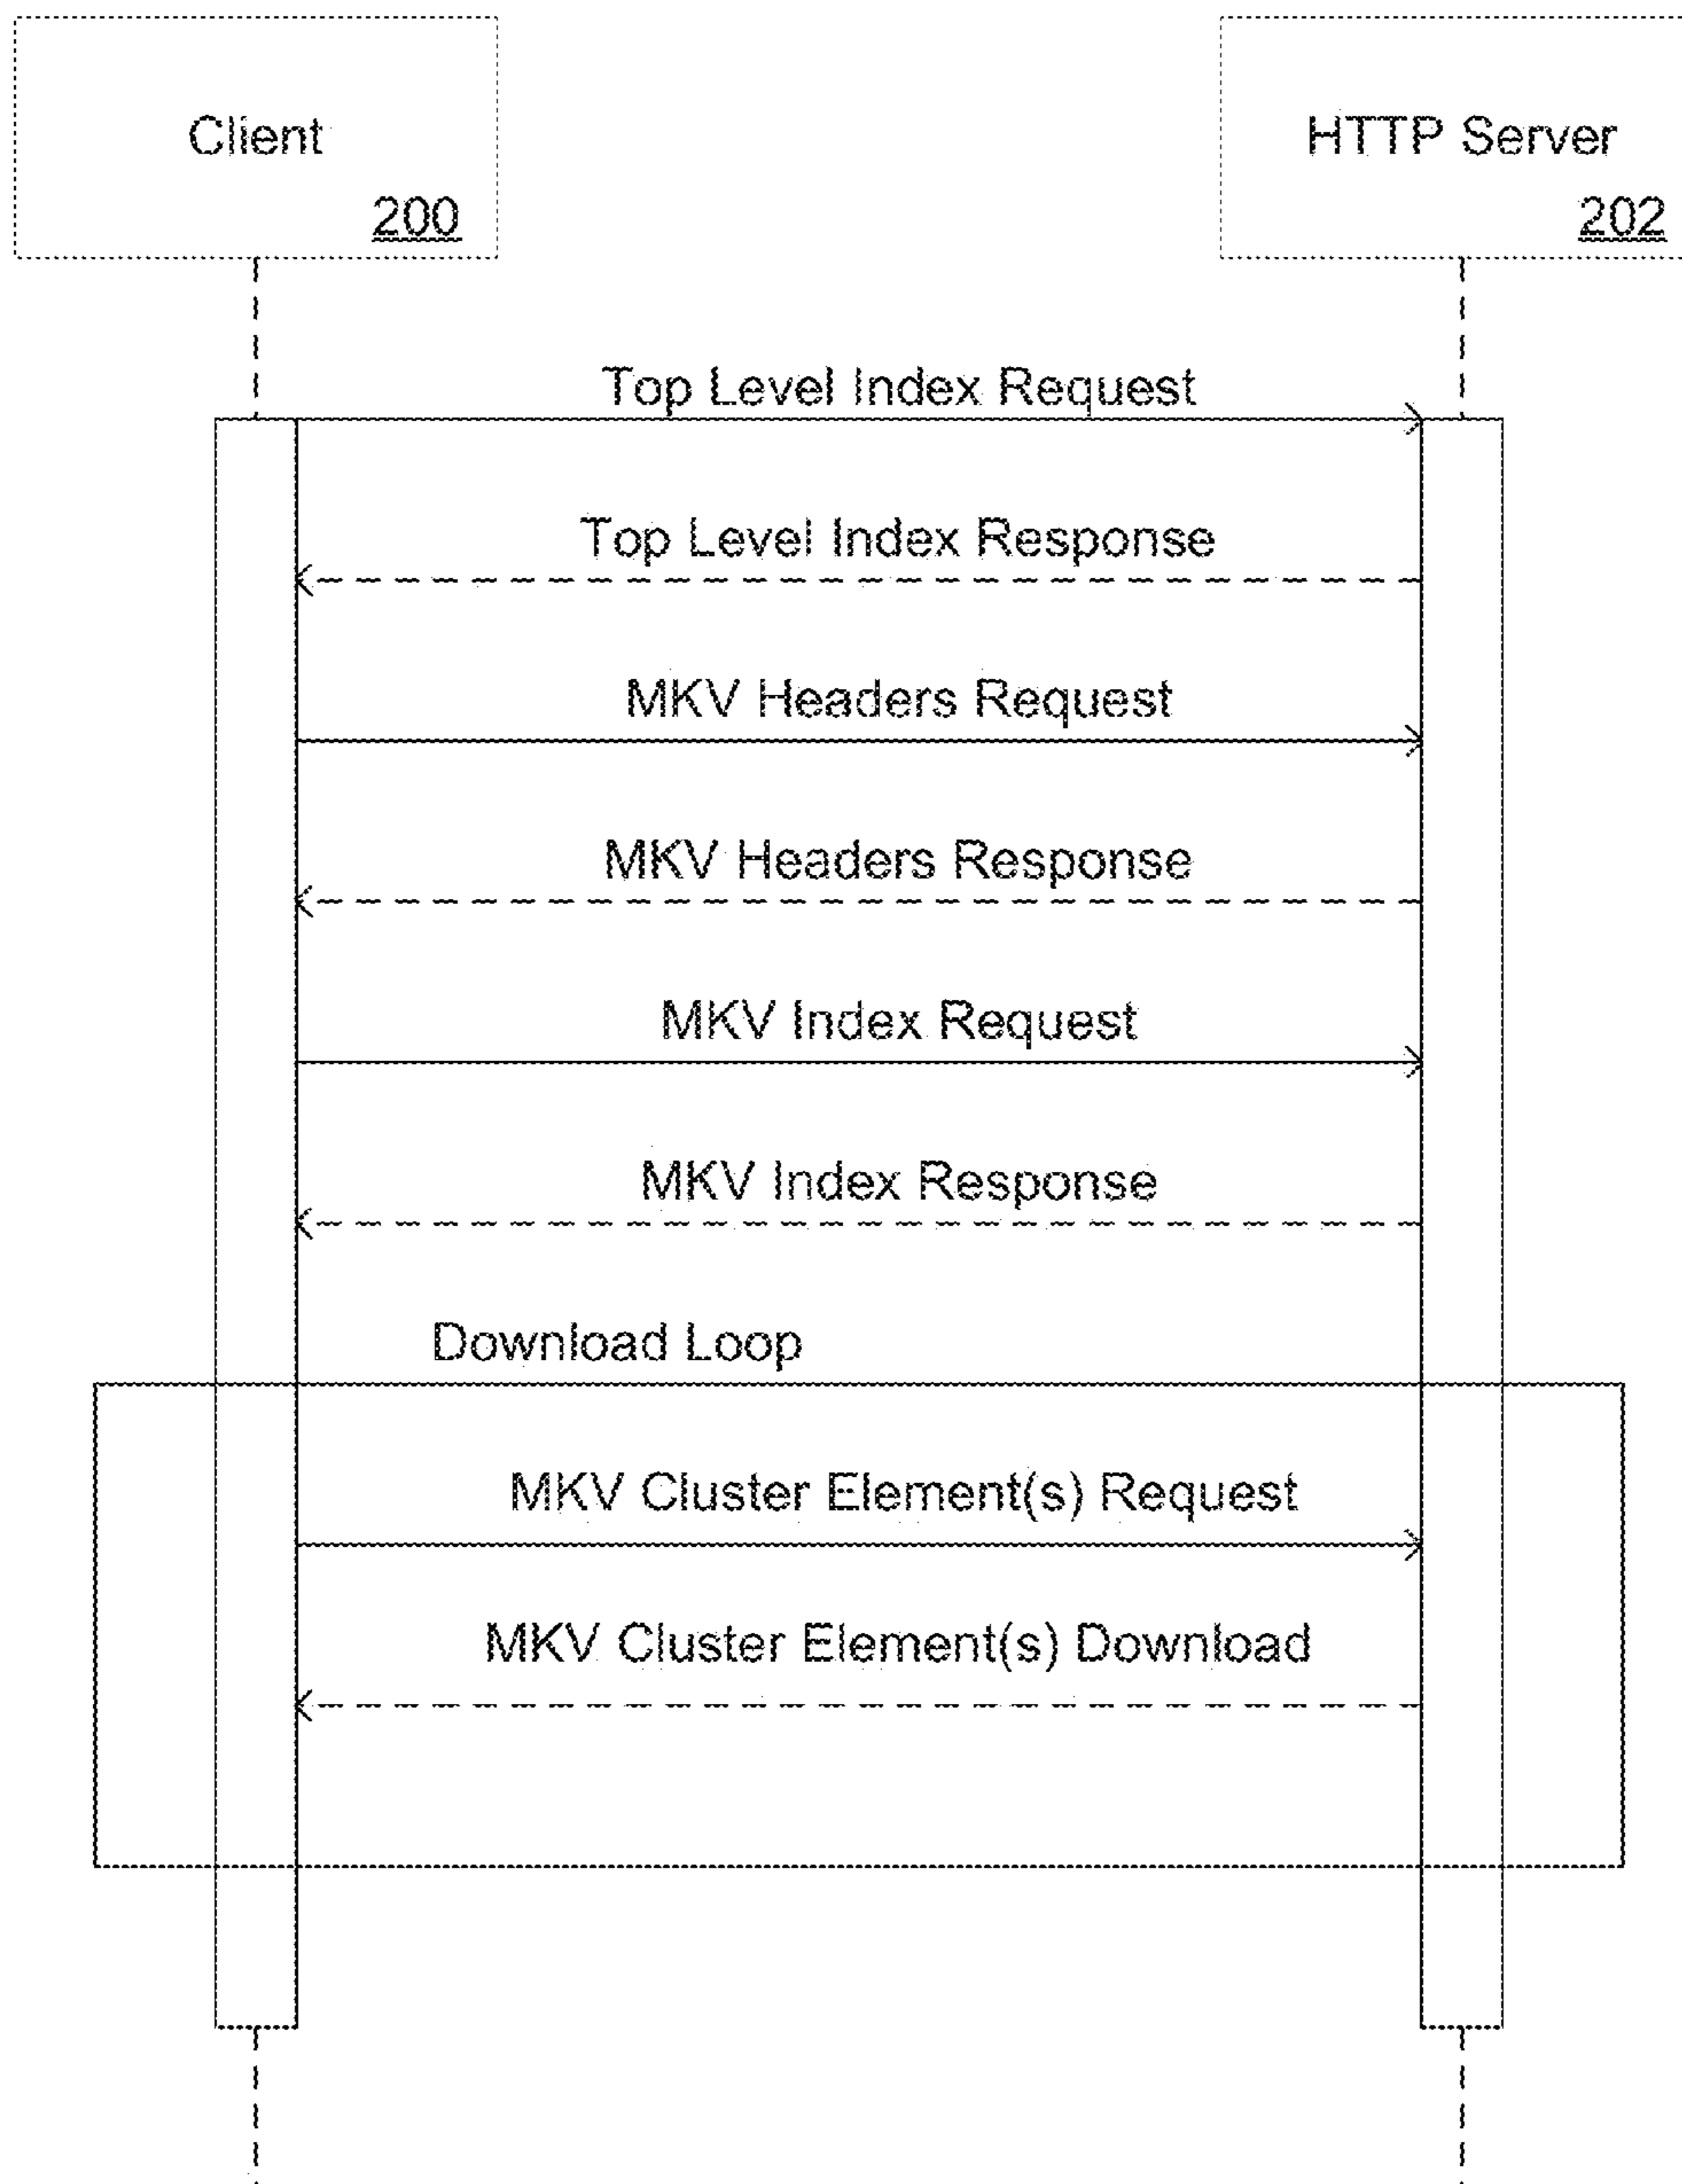 Client
200
HTTP Server
202
Top Level Index Request
Top Level Index Response
MKV Headers Request
MKV Headers Response
MKV Index Request
MKV Index Response
Download Loop
MKV Cluster Element(s) Request
MKV Cluster Element(s) Download